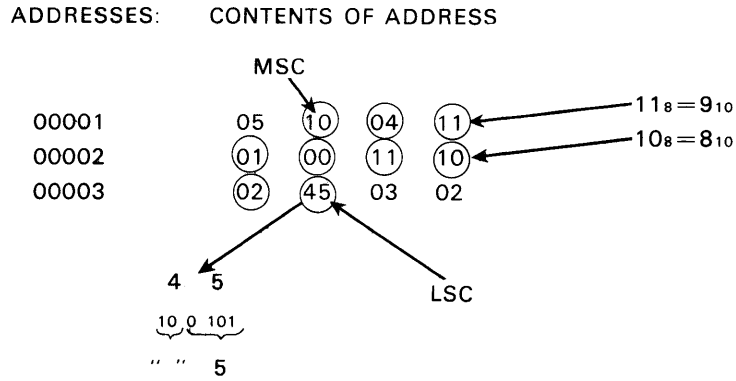 ADDRESSES: CONTENTS OF ADDRESS
MSC
00001 05 10 04 11 11₈=9₁₀
00002 01 00 11 10 10₈=8₁₀
00003 02 45 03 02
4 5
LSC
10 0 101
“ ” 5